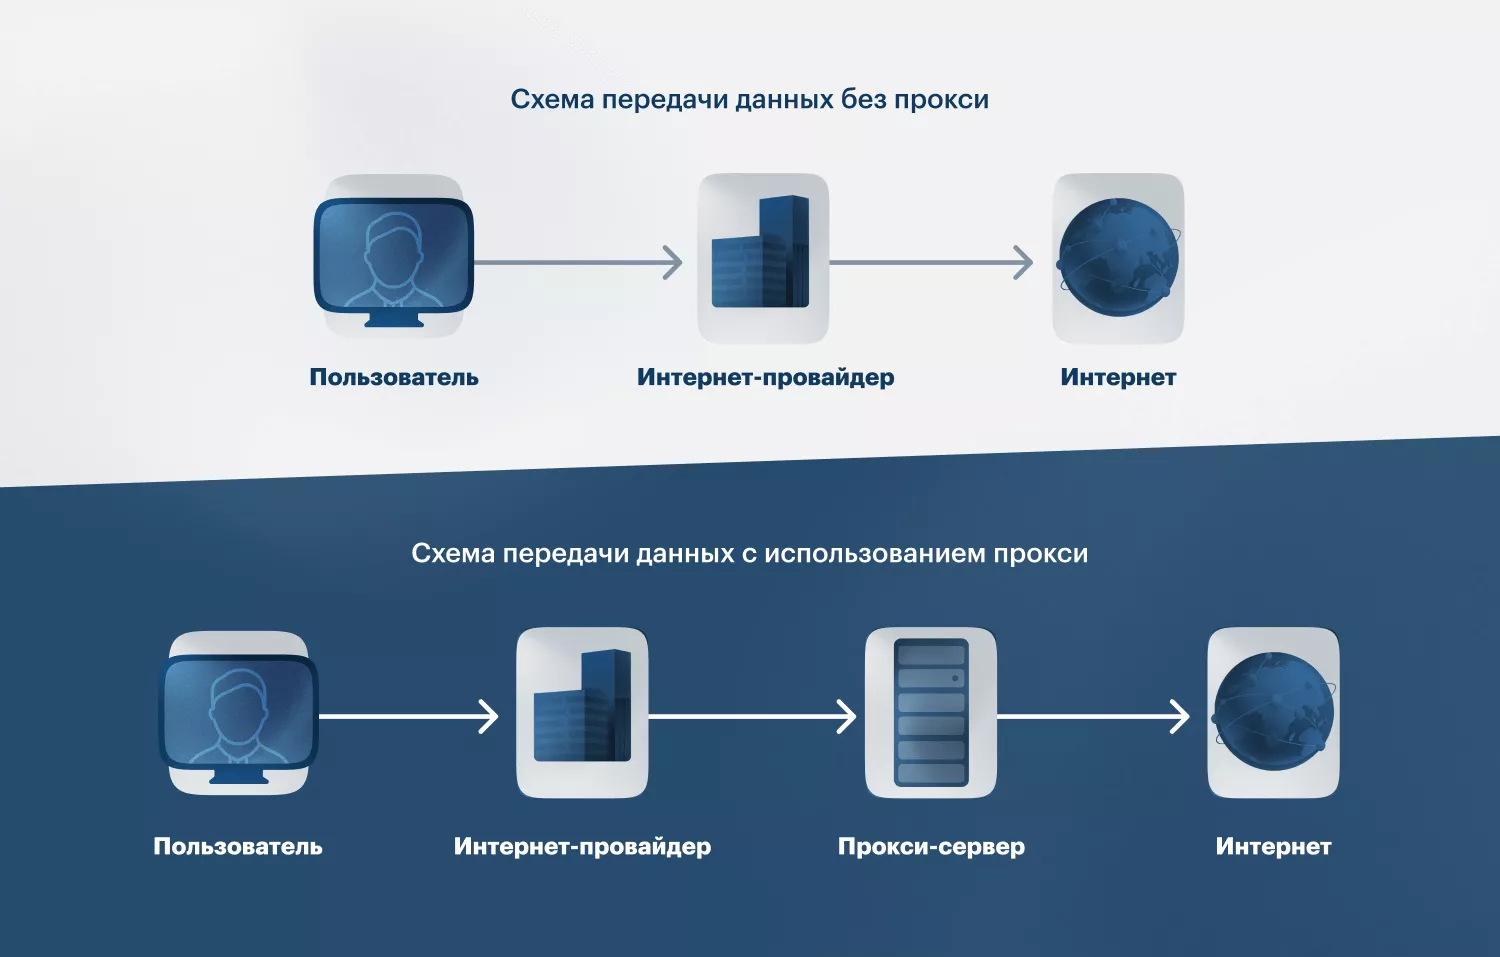 Схема передачи данных без прокси
Пользователь
Интернет-провайдер
Интернет
Схема передачи данных с использованием прокси
Пользователь
Интернет-провайдер
Прокси-сервер
Интернет